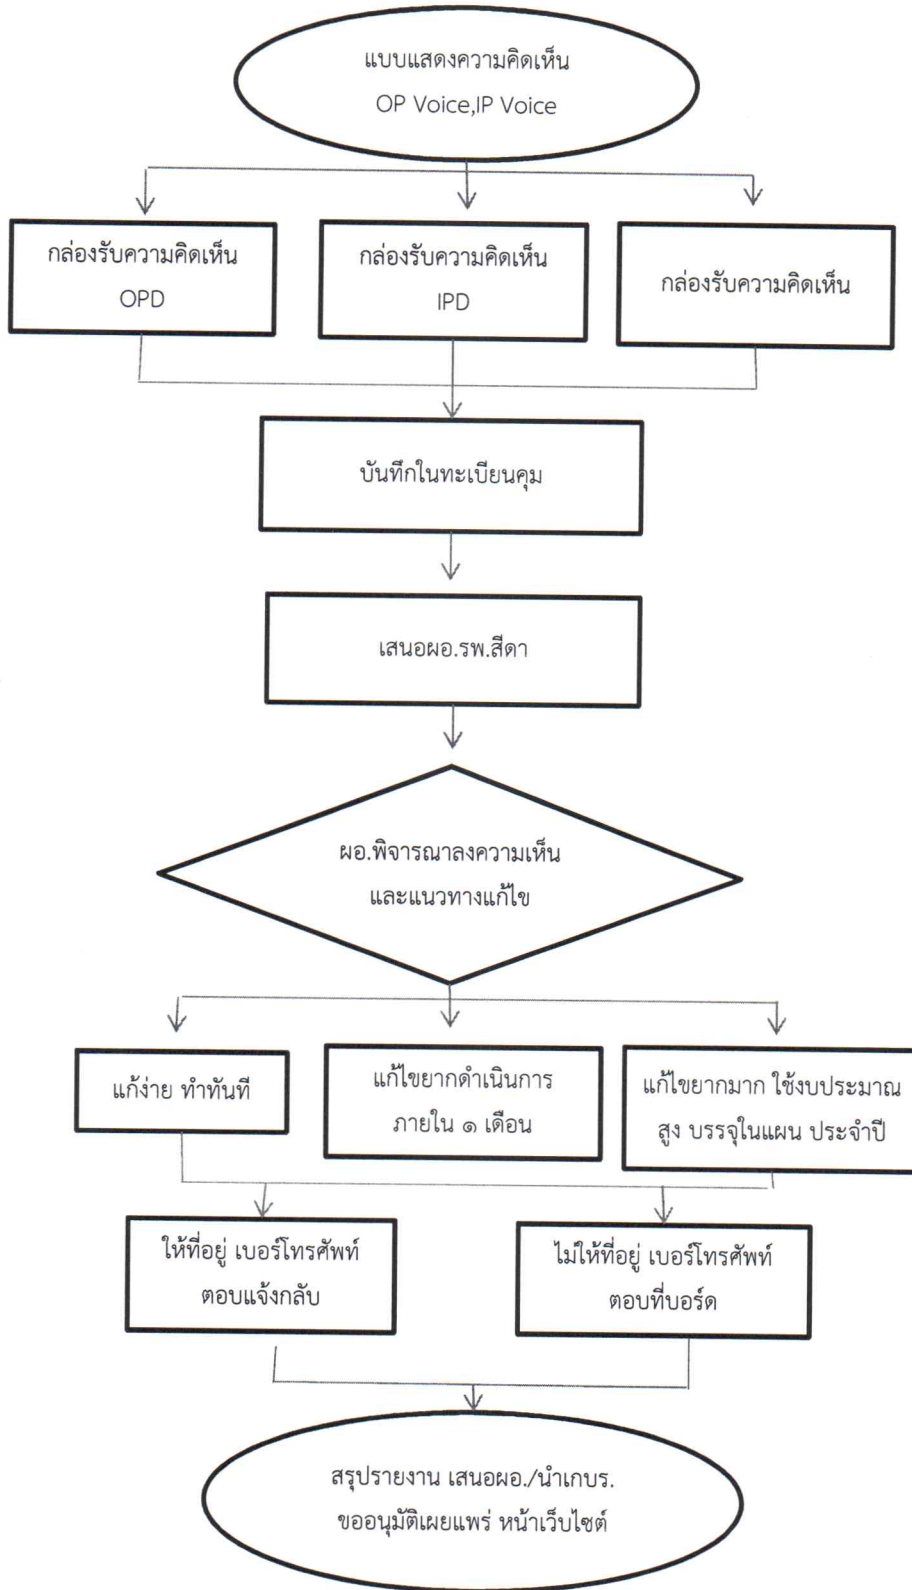 แบบแสดงความคิดเห็น
OP Voice,IP Voice
กล่องรับความคิดเห็น
OPD
กล่องรับความคิดเห็น
IPD
กล่องรับความคิดเห็น
บันทึกในทะเบียนคุม
เสนอผอ.รพ.สีดา
ผอ.พิจารณาลงความเห็น
และแนวทางแก้ไข
แก้ง่าย ทำทันที
แก้ไขยากดำเนินการ
ภายใน ๑ เดือน
แก้ไขยากมาก ใช้งบประมาณ
สูง บรรจุในแผน ประจำปี
ให้ที่อยู่ เบอร์โทรศัพท์
ตอบแจ้งกลับ
ไม่ให้ที่อยู่ เบอร์โทรศัพท์
ตอบที่บอร์ด
สรุปรายงาน เสนอผอ./นำเกบร.
ขออนุมัติเผยแพร่ หน้าเว็บไซต์